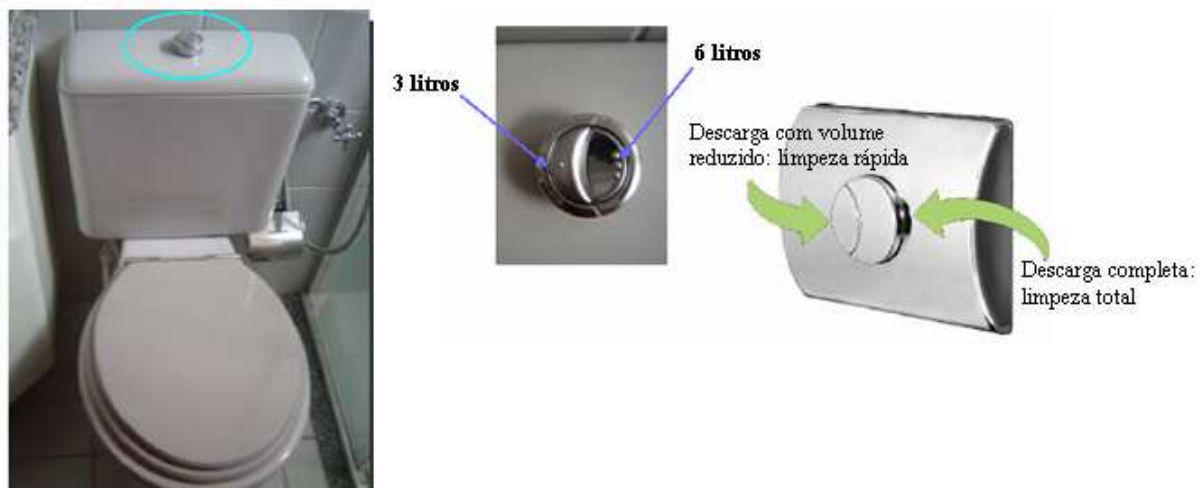 3 litros
6 litros
Descarga com volume
reduzido: limpeza rápida
Descarga completa:
limpeza total